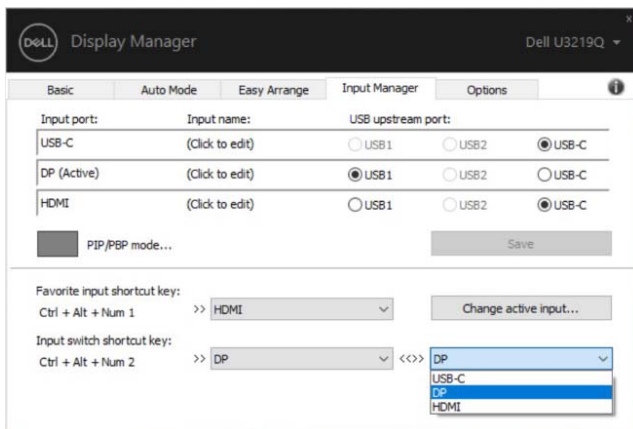 DELL Display Manager Dell U3219Q
x
Basic Auto Mode Easy Arrange Input Manager Options i
Input port: Input name: USB upstream port:
USB-C (Click to edit) USB1 USB2 USB-C
DP (Active) (Click to edit) USB1 USB2 USB-C
HDMI (Click to edit) USB1 USB2 USB-C
PIP/PBP mode... Save
Favorite input shortcut key:
Ctrl + Alt + Num 1 >> HDMI Change active input...
Input switch shortcut key:
Ctrl + Alt + Num 2 >> DP <<>> DP
USB-C
DP
HDMI